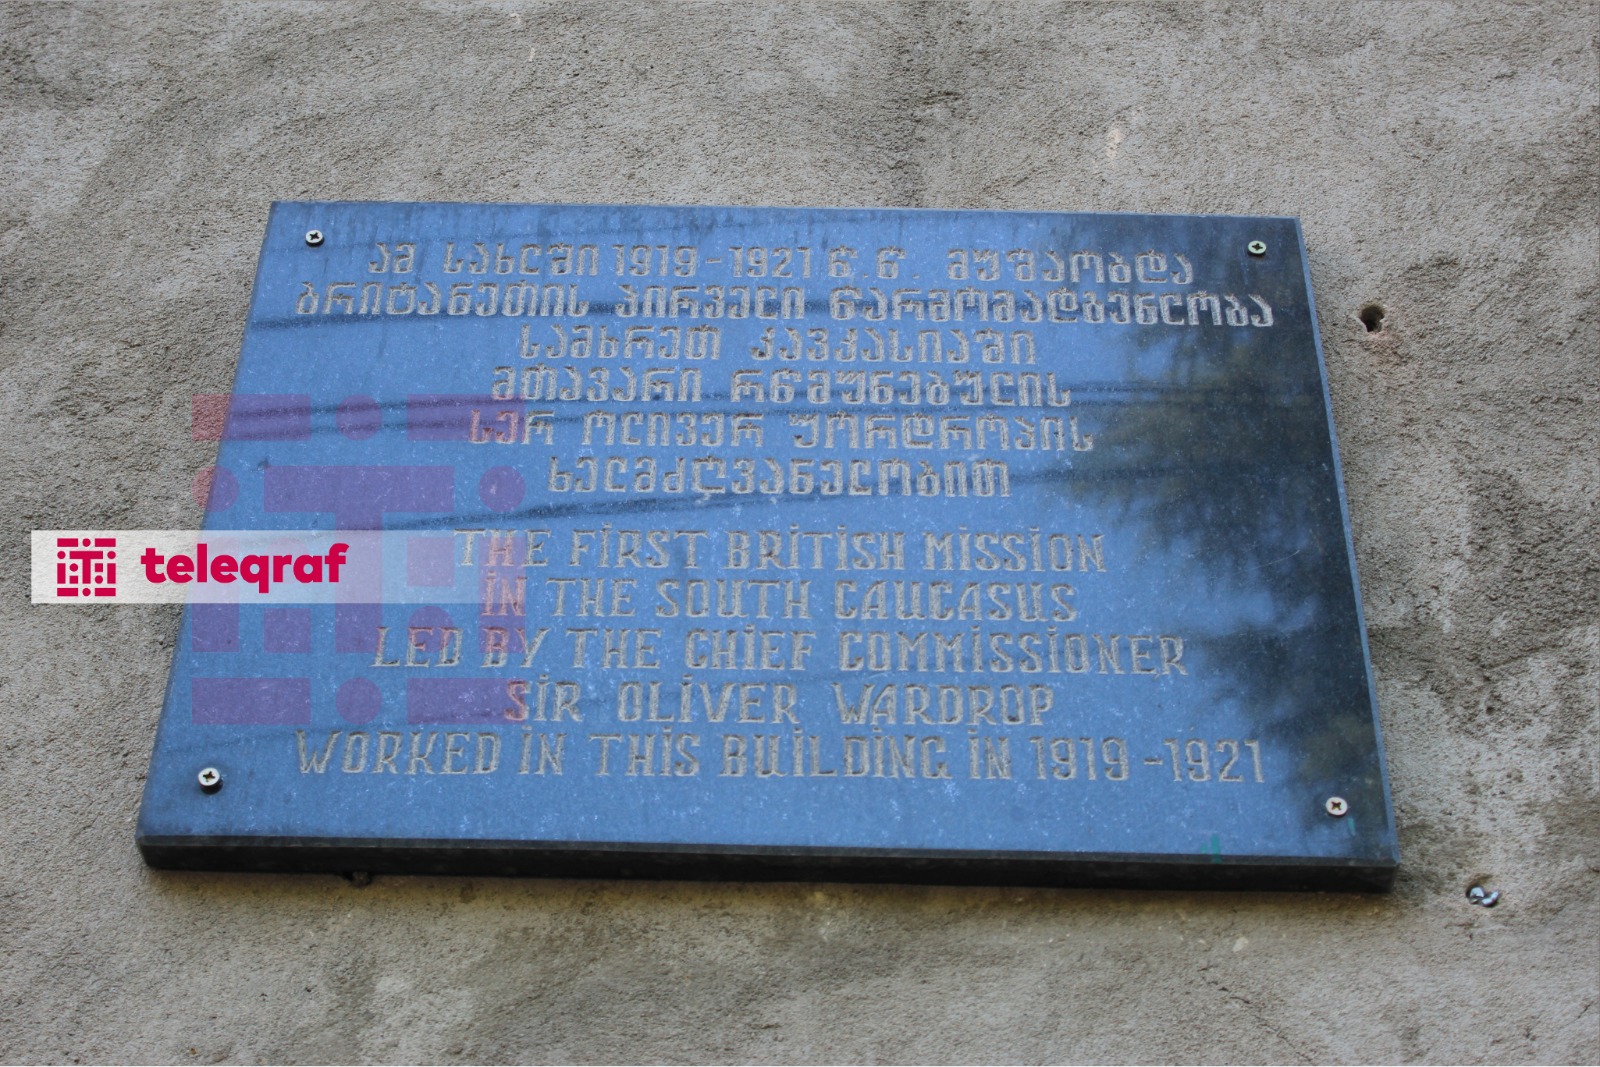 ამ სახლში 1919-1921 წ.წ. მუშაობდა
ბრიტანეთის პირველი წარმომადგენლობა
სამხრეთ კავკასიაში
მთავარი რწმუნებულის
სერ ოლივერ უორდროპის
ხელმძღვანელობით
THE FIRST BRITISH MISSION
IN THE SOUTH CAUCASUS
LED BY THE CHIEF COMMISSIONER
SIR OLIVER WARDROP
WORKED IN THIS BUILDING IN 1919-1921
teleqraf